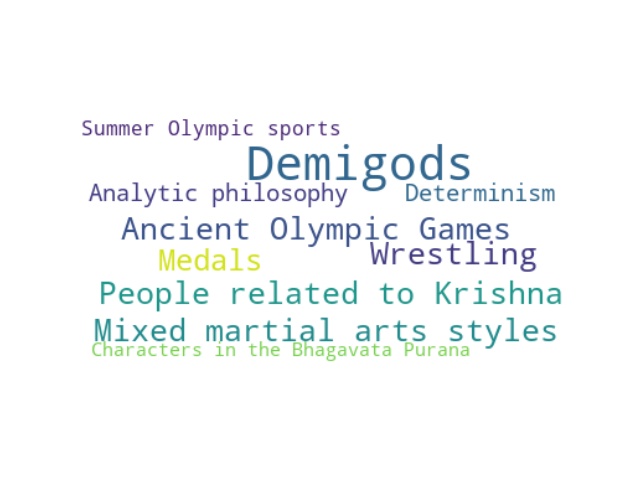 Summer Olympic sports
Demigods
Analytic philosophy
Determinism
Ancient Olympic Games
Medals
Wrestling
People related to Krishna
Mixed martial arts styles
Characters in the Bhagavata Purana